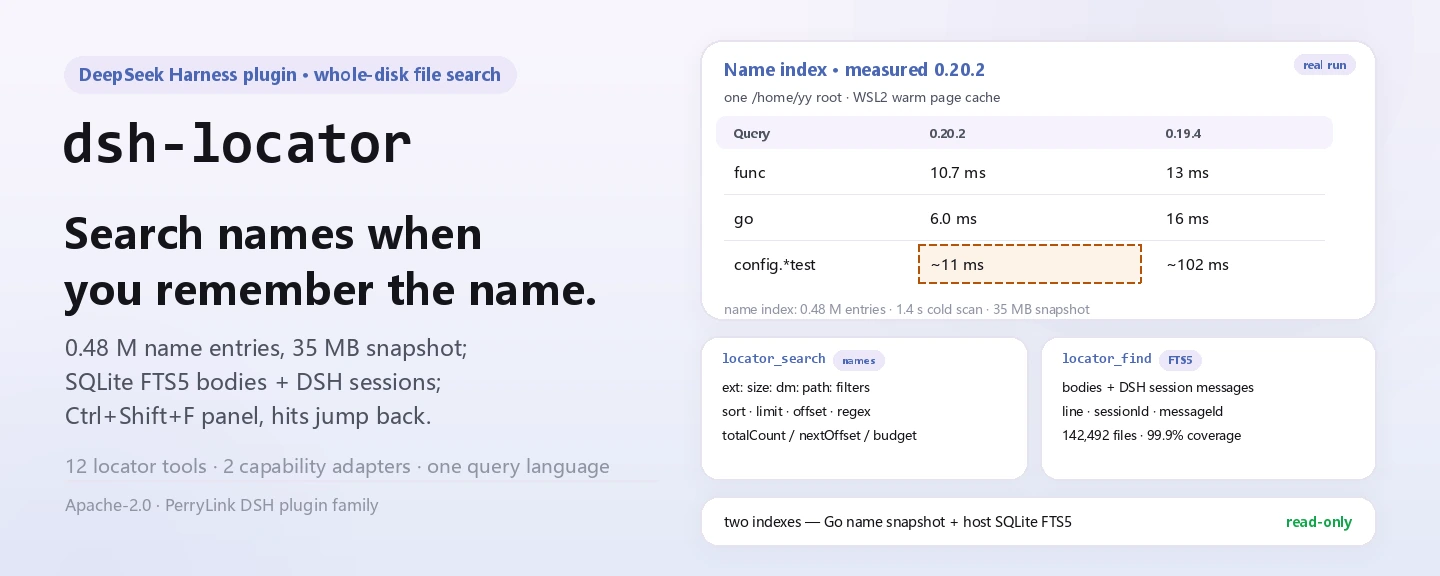 DeepSeek Harness plugin • whole-disk file search
dsh-locator
Search names when
you remember the name.
0.48 M name entries, 35 MB snapshot;
SQLite FTS5 bodies + DSH sessions;
Ctrl+Shift+F panel, hits jump back.
12 locator tools · 2 capability adapters · one query language
Apache-2.0 · PerryLink DSH plugin family
Name index • measured 0.20.2
real run
one /home/yy root · WSL2 warm page cache
Query 0.20.2 0.19.4
func 10.7 ms 13 ms
go 6.0 ms 16 ms
config.*test ~11 ms ~102 ms
name index: 0.48 M entries · 1.4 s cold scan · 35 MB snapshot
locator_search names
ext: size: dm: path: filters
sort · limit · offset · regex
totalCount / nextOffset / budget
locator_find FTS5
bodies + DSH session messages
line · sessionId · messageId
142,492 files · 99.9% coverage
two indexes — Go name snapshot + host SQLite FTS5
read-only